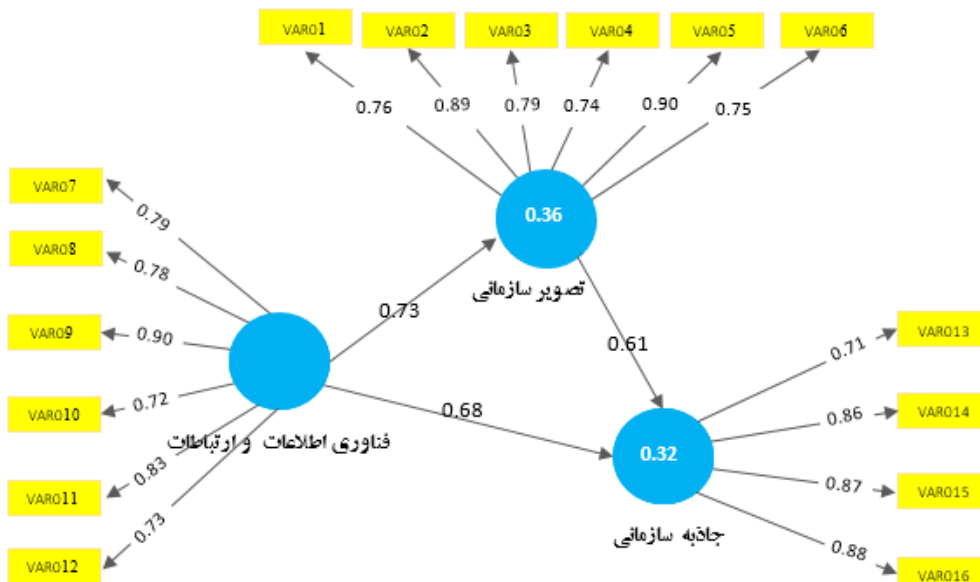 VAR01 VAR02 VAR03 VAR04 VAR05 VAR06
0.76 0.89 0.79 0.74 0.90 0.75
VAR07
0.79
VAR08
0.78
0.36
تصویر سازمانی
0.73
VAR09
0.90
0.61
VAR013
0.71
VAR010
0.72
0.68
VAR014
0.86
فناوری اطلاعات و ارتباطات
0.83
0.32
VAR011
0.87
VAR015
0.73
جاذبه سازمانی
0.88
VAR012
VAR016